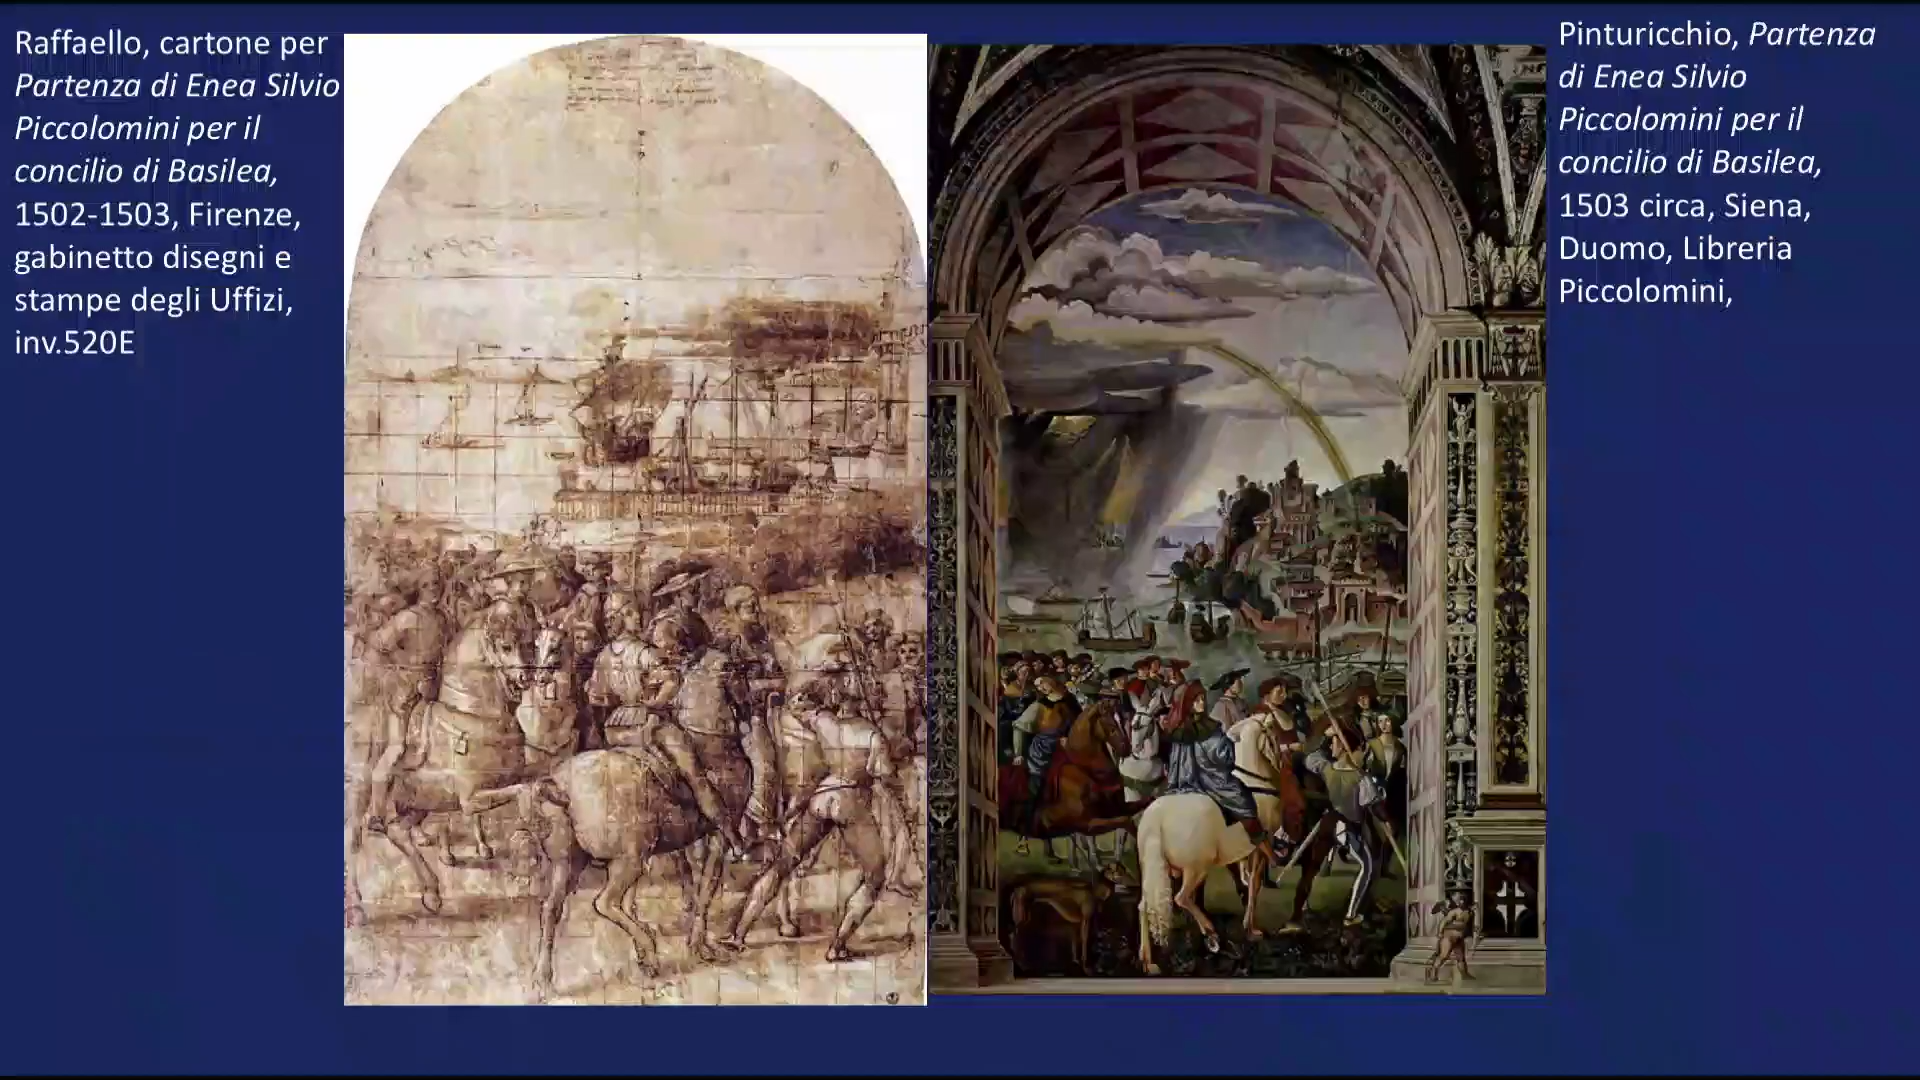 Raffaello, cartone per
Partenza di Enea Silvio
Piccolomini per il
concilio di Basilea,
1502-1503, Firenze,
gabinetto disegni e
stampe degli Uffizi,
inv.520E
Pinturicchio, Partenza
di Enea Silvio
Piccolomini per il
concilio di Basilea,
1503 circa, Siena,
Duomo, Libreria
Piccolomini,